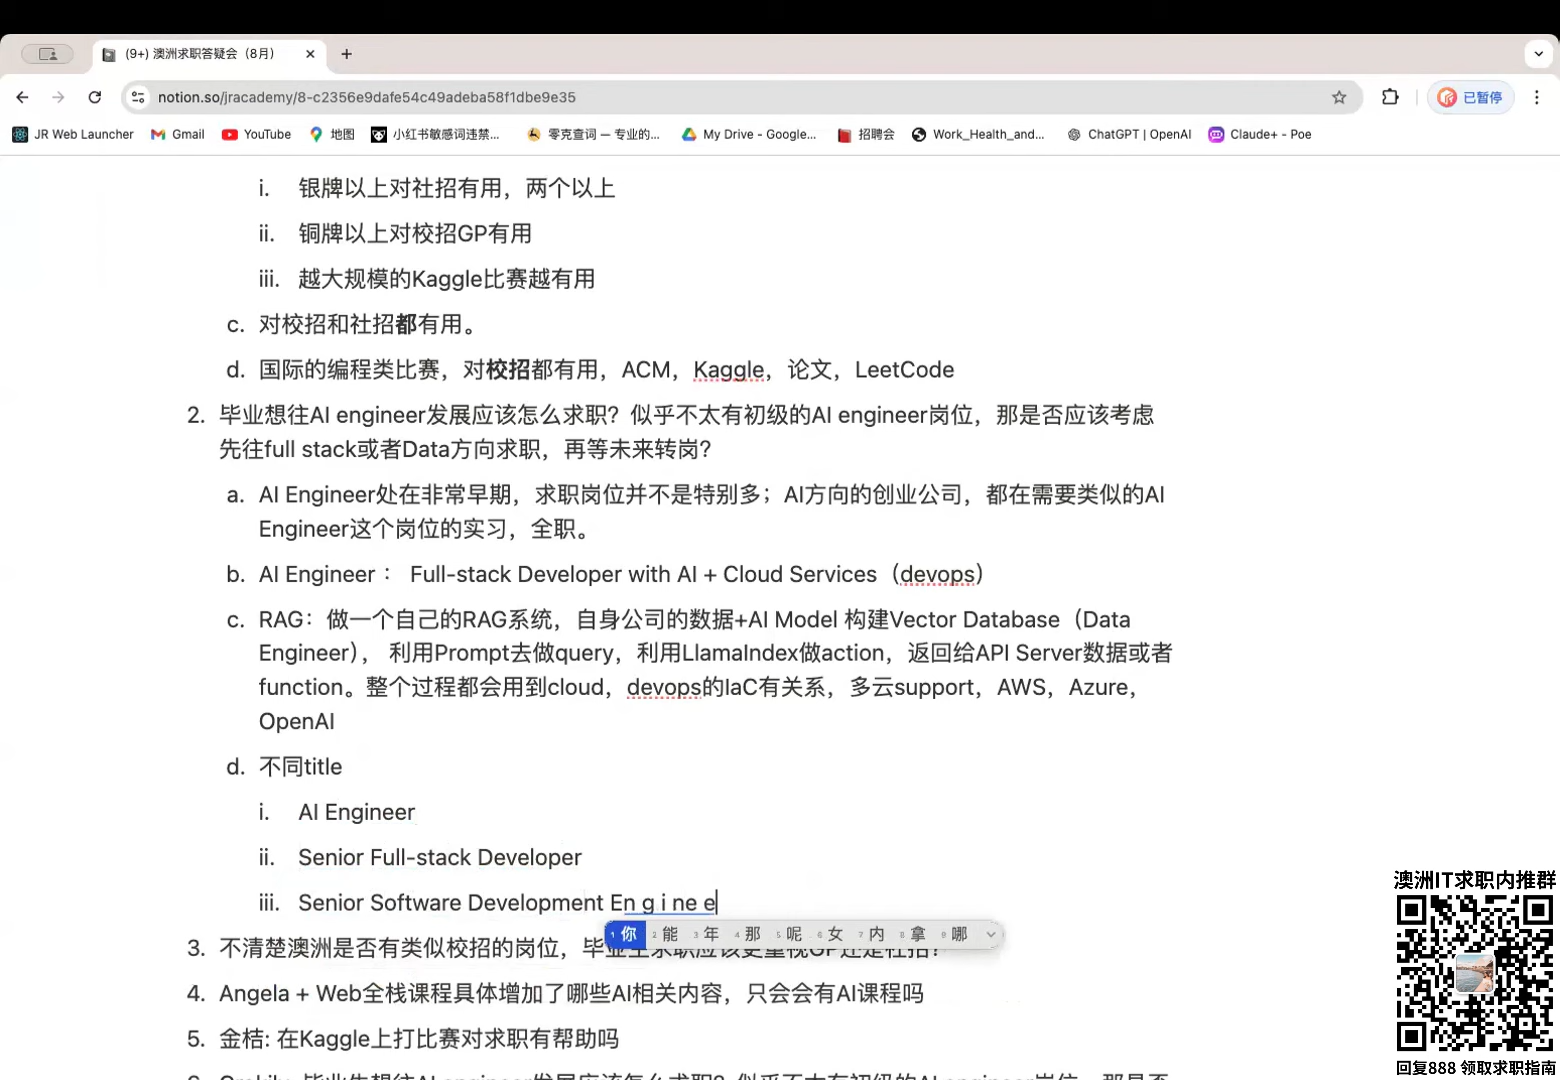 (9+) 澳洲求职答疑会（8月）
notion.so/jracademy/8-c2356e9dafe54c49adeba58f1dbe9e35
已暂停
JR Web Launcher Gmail YouTube 地图 小红书敏感词违禁... 零克查词 — 专业的... My Drive - Google... 招聘会 Work_Health_and... ChatGPT | OpenAI Claude+ - Poe
i. 银牌以上对社招有用，两个以上
ii. 铜牌以上对校招GP有用
iii. 越大规模的Kaggle比赛越有用
c. 对校招和社招都有用。
d. 国际的编程类比赛，对校招都有用，ACM，Kaggle，论文，LeetCode
2. 毕业想往AI engineer发展应该怎么求职？似乎不太有初级的AI engineer岗位，那是否应该考虑
先往full stack或者Data方向求职，再等未来转岗？
a. AI Engineer处在非常早期，求职岗位并不是特别多；AI方向的创业公司，都在需要类似的AI
Engineer这个岗位的实习，全职。
b. AI Engineer： Full-stack Developer with AI + Cloud Services（devops）
c. RAG：做一个自己的RAG系统，自身公司的数据+AI Model 构建Vector Database（Data
Engineer）， 利用Prompt去做query，利用LlamaIndex做action，返回给API Server数据或者
function。整个过程都会用到cloud，devops的IaC有关系，多云support，AWS，Azure，
OpenAI
d. 不同title
i. AI Engineer
ii. Senior Full-stack Developer
iii. Senior Software Development En g i ne e
1 你 2 能 3 年 4 那 5 呢 6 女 7 内 8 拿 9 哪
3. 不清楚澳洲是否有类似校招的岗位，毕业生求职应该更重视GP还是社招？
4. Angela + Web全栈课程具体增加了哪些AI相关内容，只会会有AI课程吗
5. 金桔: 在Kaggle上打比赛对求职有帮助吗
澳洲IT求职内推群
回复888 领取求职指南